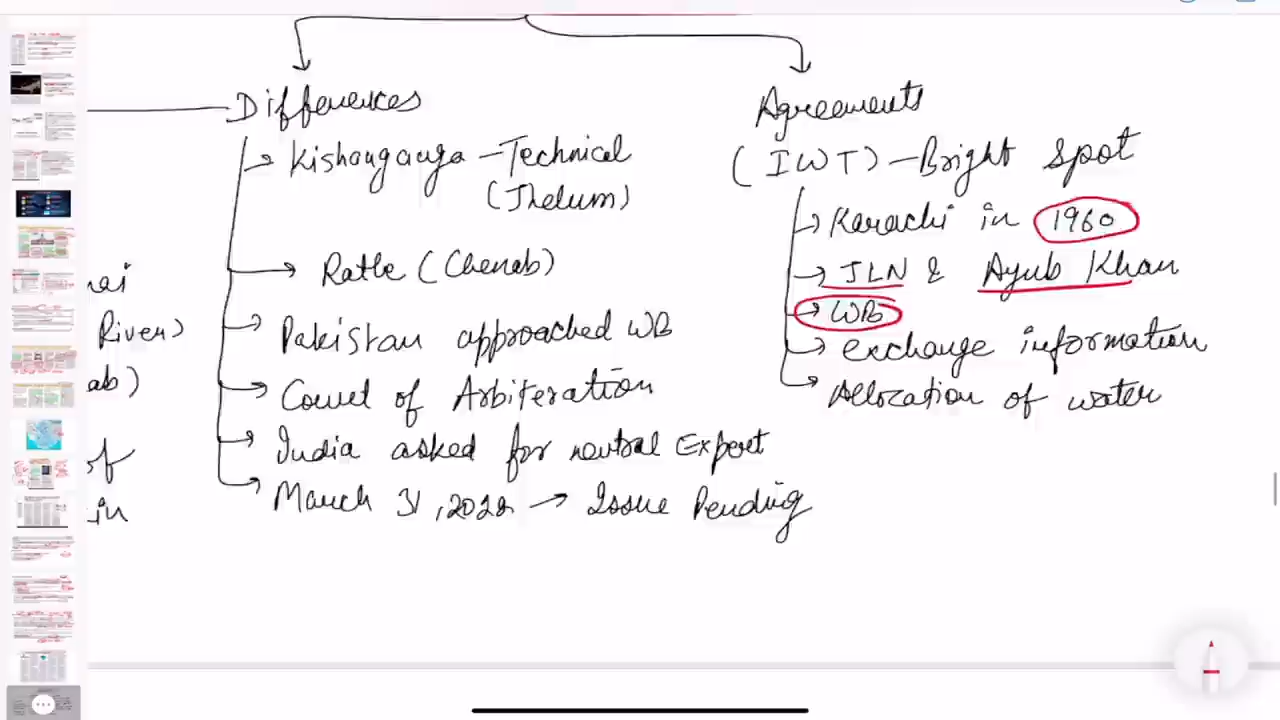 Differences
Kishanganga - Technical
(Jhelum)
Ratle (Chenab)
Pakistan approached WB
Court of Arbiteration
India asked for neutral Expert
March 31, 2022 → Issue Pending
Agreements
(IWT) - Bright Spot
Karachi in 1960
JLN & Ayub Khan
WB
exchange information
Allocation of water
River)
ab)
of
in